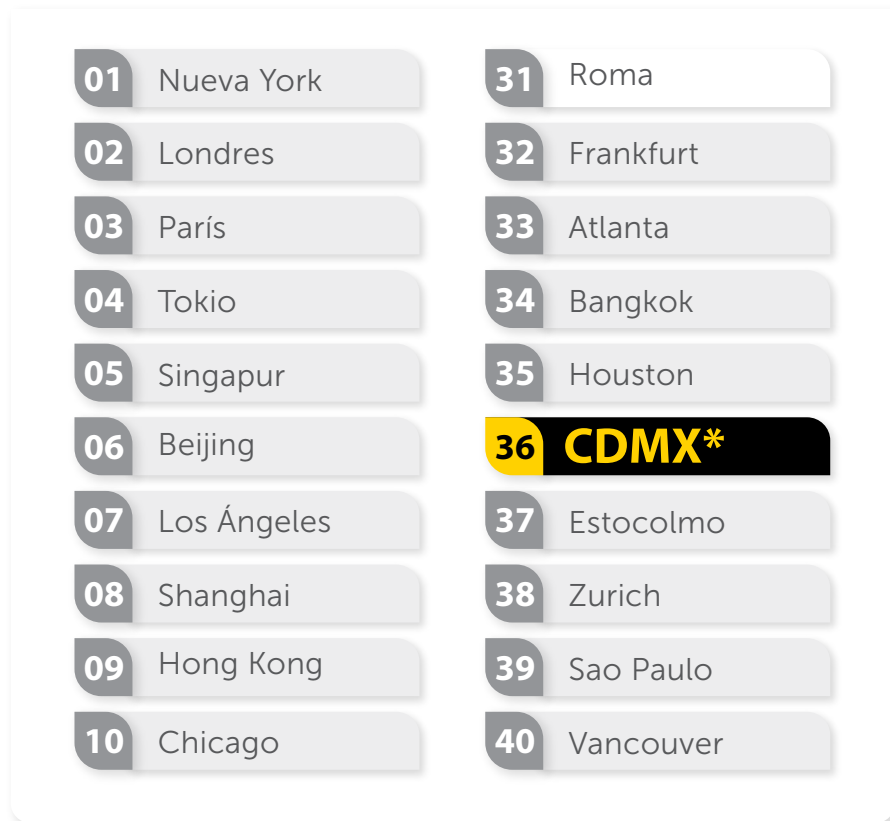 01 Nueva York
02 Londres
03 París
04 Tokio
05 Singapur
06 Beijing
07 Los Ángeles
08 Shanghai
09 Hong Kong
10 Chicago
31 Roma
32 Frankfurt
33 Atlanta
34 Bangkok
35 Houston
36 CDMX*
37 Estocolmo
38 Zurich
39 Sao Paulo
40 Vancouver